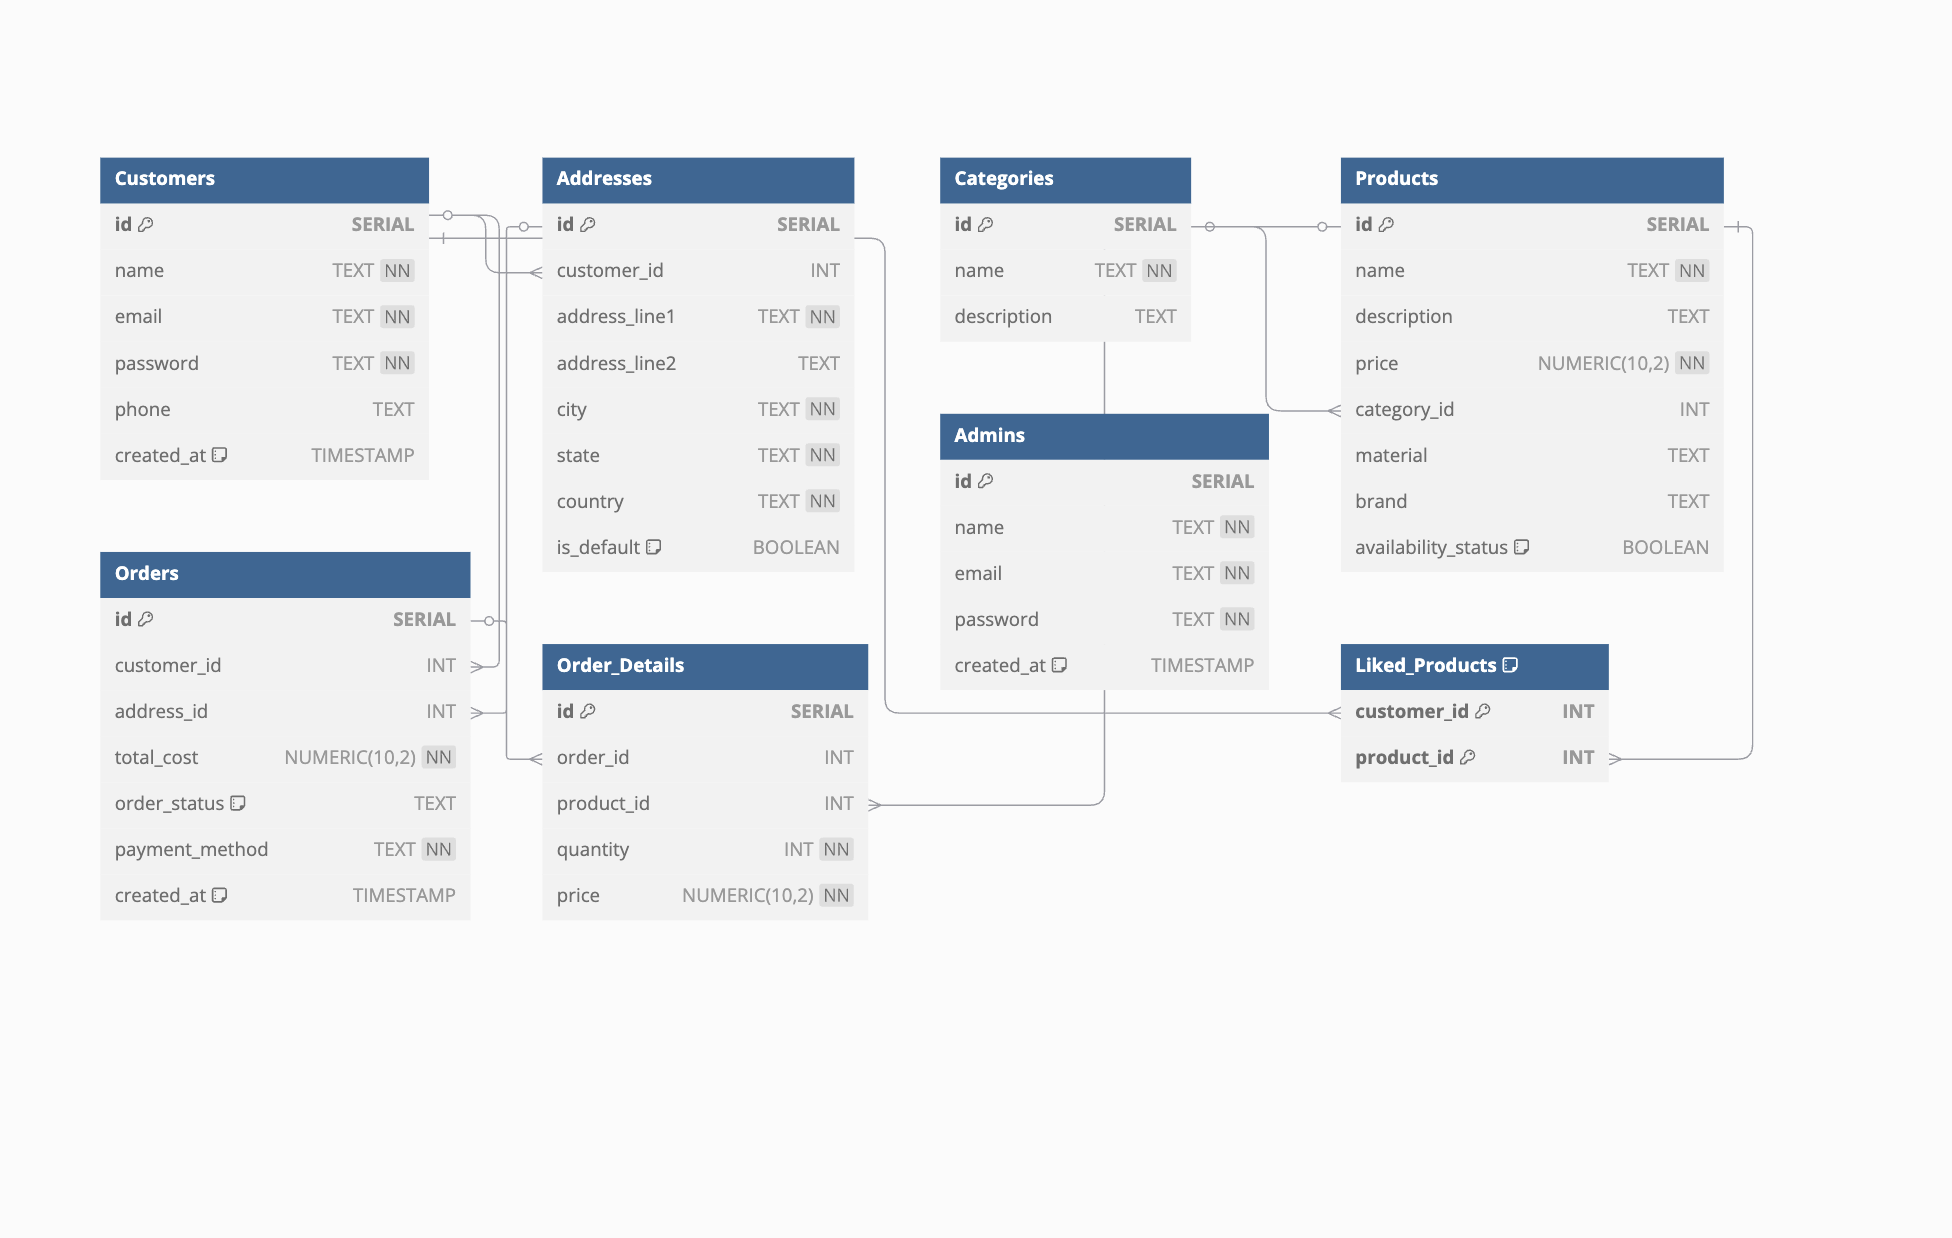 Customers
id SERIAL
name TEXT NN
email TEXT NN
password TEXT NN
phone TEXT
created_at TIMESTAMP
Addresses
id SERIAL
customer_id INT
address_line1 TEXT NN
address_line2 TEXT
city TEXT NN
state TEXT NN
country TEXT NN
is_default BOOLEAN
Categories
id SERIAL
name TEXT NN
description TEXT
Products
id SERIAL
name TEXT NN
description TEXT
price NUMERIC(10,2) NN
category_id INT
material TEXT
brand TEXT
availability_status BOOLEAN
Admins
id SERIAL
name TEXT NN
email TEXT NN
password TEXT NN
created_at TIMESTAMP
Orders
id SERIAL
customer_id INT
address_id INT
total_cost NUMERIC(10,2) NN
order_status TEXT
payment_method TEXT NN
created_at TIMESTAMP
Order_Details
id SERIAL
order_id INT
product_id INT
quantity INT NN
price NUMERIC(10,2) NN
Liked_Products
customer_id INT
product_id INT